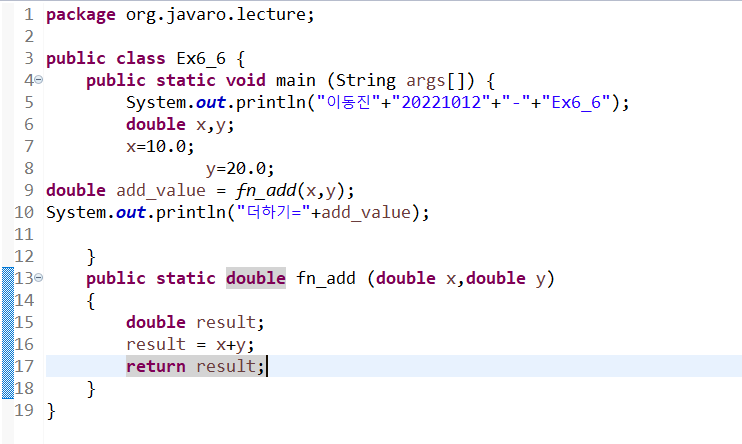 1 package org.javaro.lecture;
2
3 public class Ex6_6 {
4 public static void main (String args[]) {
5 System.out.println("이동진"+"20221012"+"-"+"Ex6_6");
6 double x,y;
7 x=10.0;
8 y=20.0;
9 double add_value = fn_add(x,y);
10 System.out.println("더하기="+add_value);
11
12 }
13 public static double fn_add (double x,double y)
14 {
15 double result;
16 result = x+y;
17 return result;
18 }
19 }